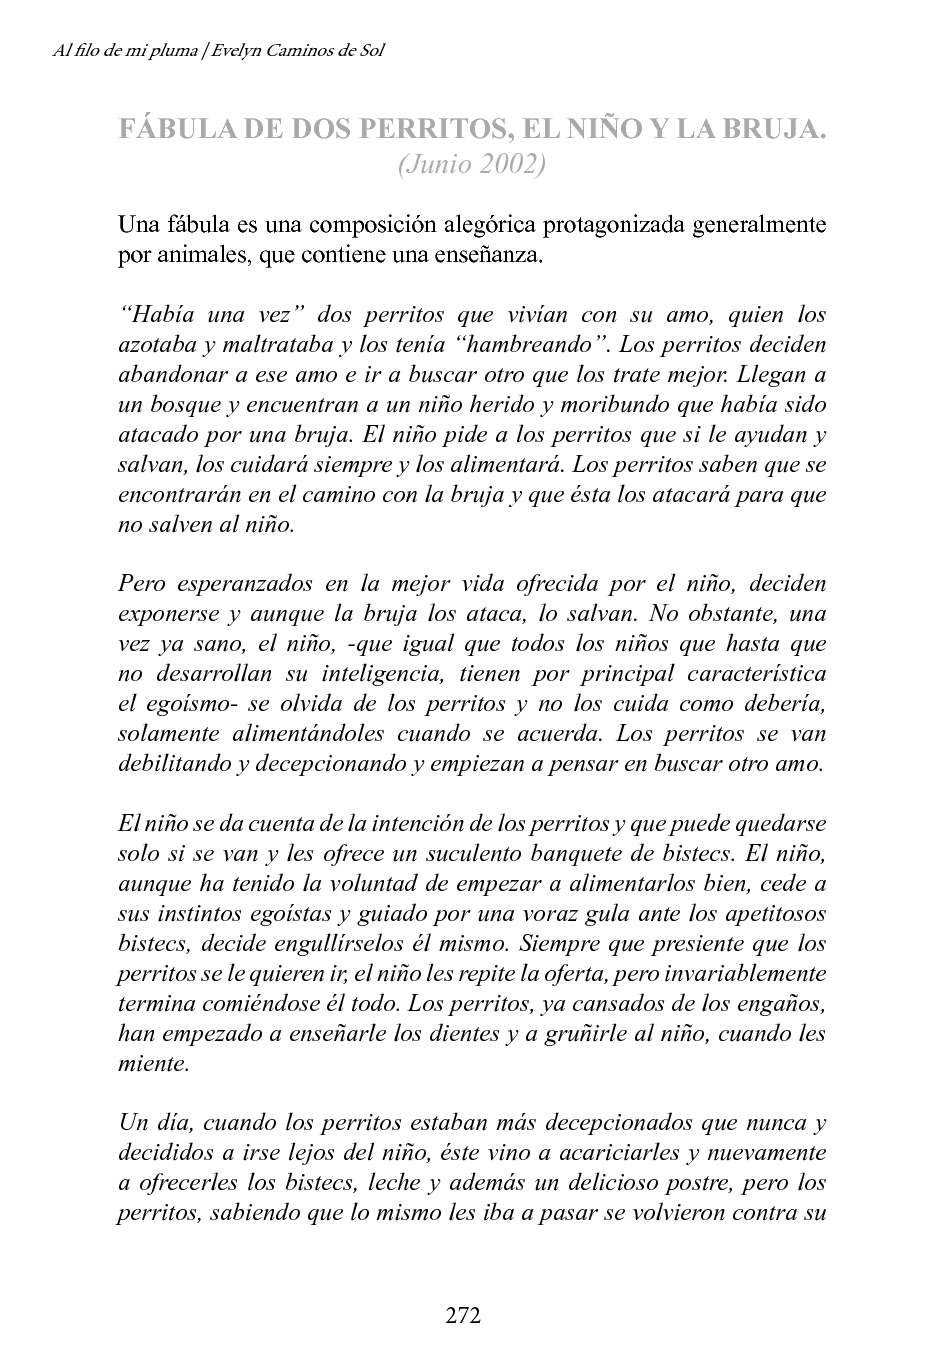 Al filo de mi pluma | Evelyn Caminos de Sol
FÁBULA DE DOS PERRITOS, EL NIÑO Y LA BRUJA.
(Junio 2002)
Una fábula es una composición alegórica protagonizada generalmente
por animales, que contiene una enseñanza.
“Había una vez” dos perritos que vivían con su amo, quien los
azotaba y maltrataba y los tenía “hambreando”. Los perritos deciden
abandonar a ese amo e ir a buscar otro que los trate mejor. Llegan a
un bosque y encuentran a un niño herido y moribundo que había sido
atacado por una bruja. El niño pide a los perritos que si le ayudan y
salvan, los cuidará siempre y los alimentará. Los perritos saben que se
encontrarán en el camino con la bruja y que ésta los atacará para que
no salven al niño.
Pero esperanzados en la mejor vida ofrecida por el niño, deciden
exponerse y aunque la bruja los ataca, lo salvan. No obstante, una
vez ya sano, el niño, -que igual que todos los niños que hasta que
no desarrollan su inteligencia, tienen por principal característica
el egoísmo- se olvida de los perritos y no los cuida como debería,
solamente alimentándoles cuando se acuerda. Los perritos se van
debilitando y decepcionando y empiezan a pensar en buscar otro amo.
El niño se da cuenta de la intención de los perritos y que puede quedarse
solo si se van y les ofrece un suculento banquete de bistecs. El niño,
aunque ha tenido la voluntad de empezar a alimentarlos bien, cede a
sus instintos egoístas y guiado por una voraz gula ante los apetitosos
bistecs, decide engullírselos él mismo. Siempre que presiente que los
perritos se le quieren ir, el niño les repite la oferta, pero invariablemente
termina comiéndose él todo. Los perritos, ya cansados de los engaños,
han empezado a enseñarle los dientes y a gruñirle al niño, cuando les
miente.
Un día, cuando los perritos estaban más decepcionados que nunca y
decididos a irse lejos del niño, éste vino a acariciarles y nuevamente
a ofrecerles los bistecs, leche y además un delicioso postre, pero los
perritos, sabiendo que lo mismo les iba a pasar se volvieron contra su
272